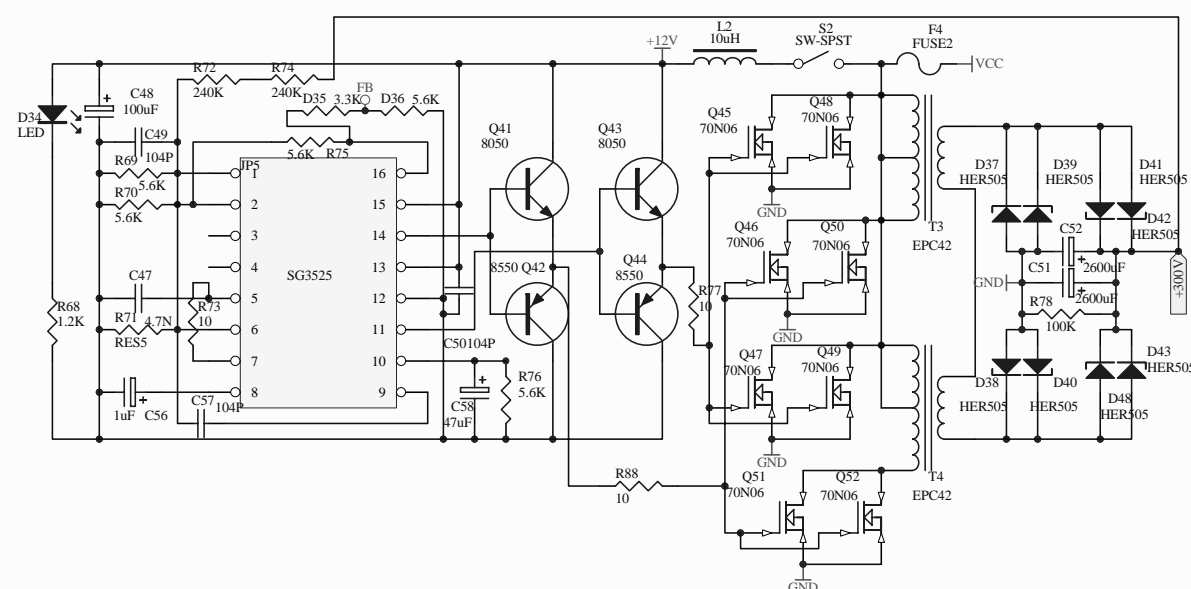 L2
10uH
S2
SW-SPST
F4
FUSE2
+12V
VCC
R72
240K
R74
240K
FB
D35
3.3K
D36
5.6K
D34
LED
C48
100uF
C49
104P
5.6K
R75
R69
5.6K
R70
5.6K
JP5
1
2
3
4
5
6
7
8
16
15
14
13
12
11
10
9
SG3525
C47
4.7N
R71
RES5
R73
10
R68
1.2K
1uF
C56
C57
104P
C50104P
C58
47uF
R76
5.6K
Q41
8050
Q43
8050
8550
Q42
Q44
8550
R77
10
R88
10
Q45
70N06
Q48
70N06
GND
Q46
70N06
Q50
70N06
GND
Q47
70N06
Q49
70N06
GND
Q51
70N06
Q52
70N06
GND
T3
EPC42
T4
EPC42
D37
HER505
D39
HER505
D41
HER505
D42
HER505
C52
2600uF
C51
2600uF
GND
R78
100K
+300V
D38
HER505
D40
HER505
D43
HER505
D48
HER505